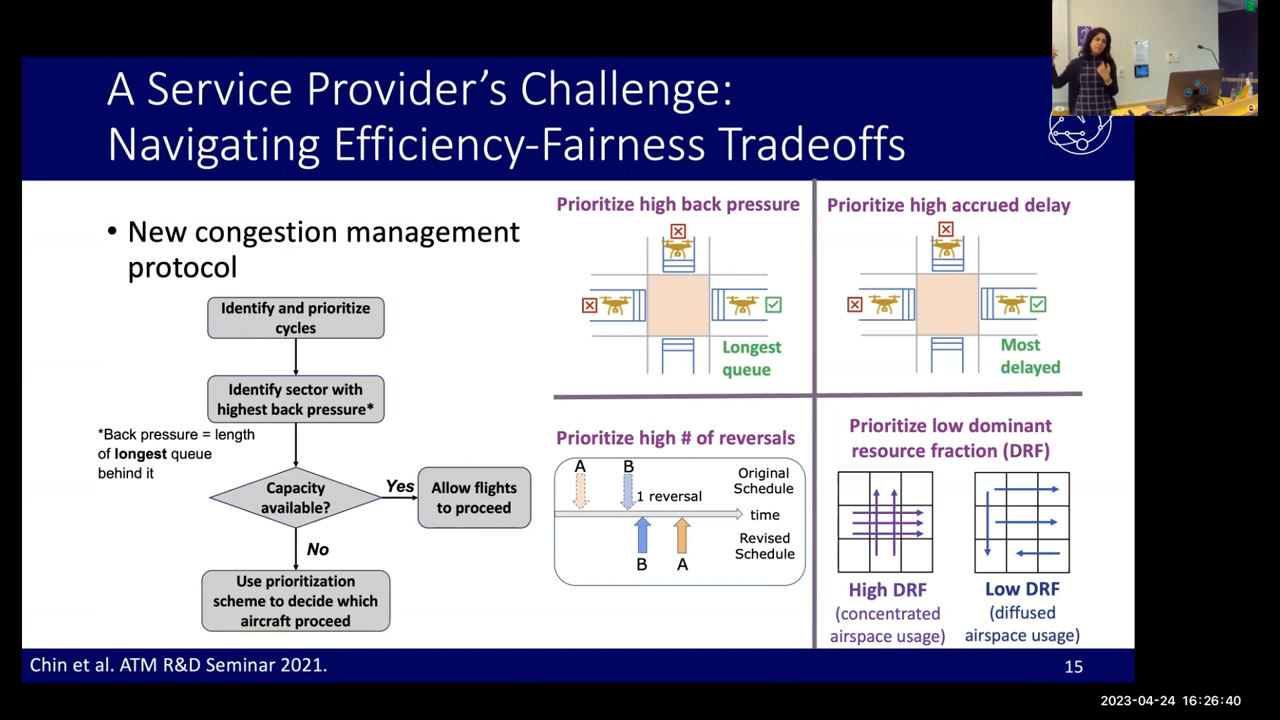 A Service Provider's Challenge:
Navigating Efficiency-Fairness Tradeoffs
• New congestion management
protocol
Identify and prioritize
cycles
Identify sector with
highest back pressure*
*Back pressure = length
of longest queue
behind it
Capacity
available?
Yes
Allow flights
to proceed
No
Use prioritization
scheme to decide which
aircraft proceed
Prioritize high back pressure
Longest
queue
Prioritize high accrued delay
Most
delayed
Prioritize high # of reversals
A
B
Original
Schedule
1 reversal
time
Revised
Schedule
B
A
Prioritize low dominant
resource fraction (DRF)
High DRF
(concentrated
airspace usage)
Low DRF
(diffused
airspace usage)
Chin et al. ATM R&D Seminar 2021.
15
2023-04-24 16:26:40